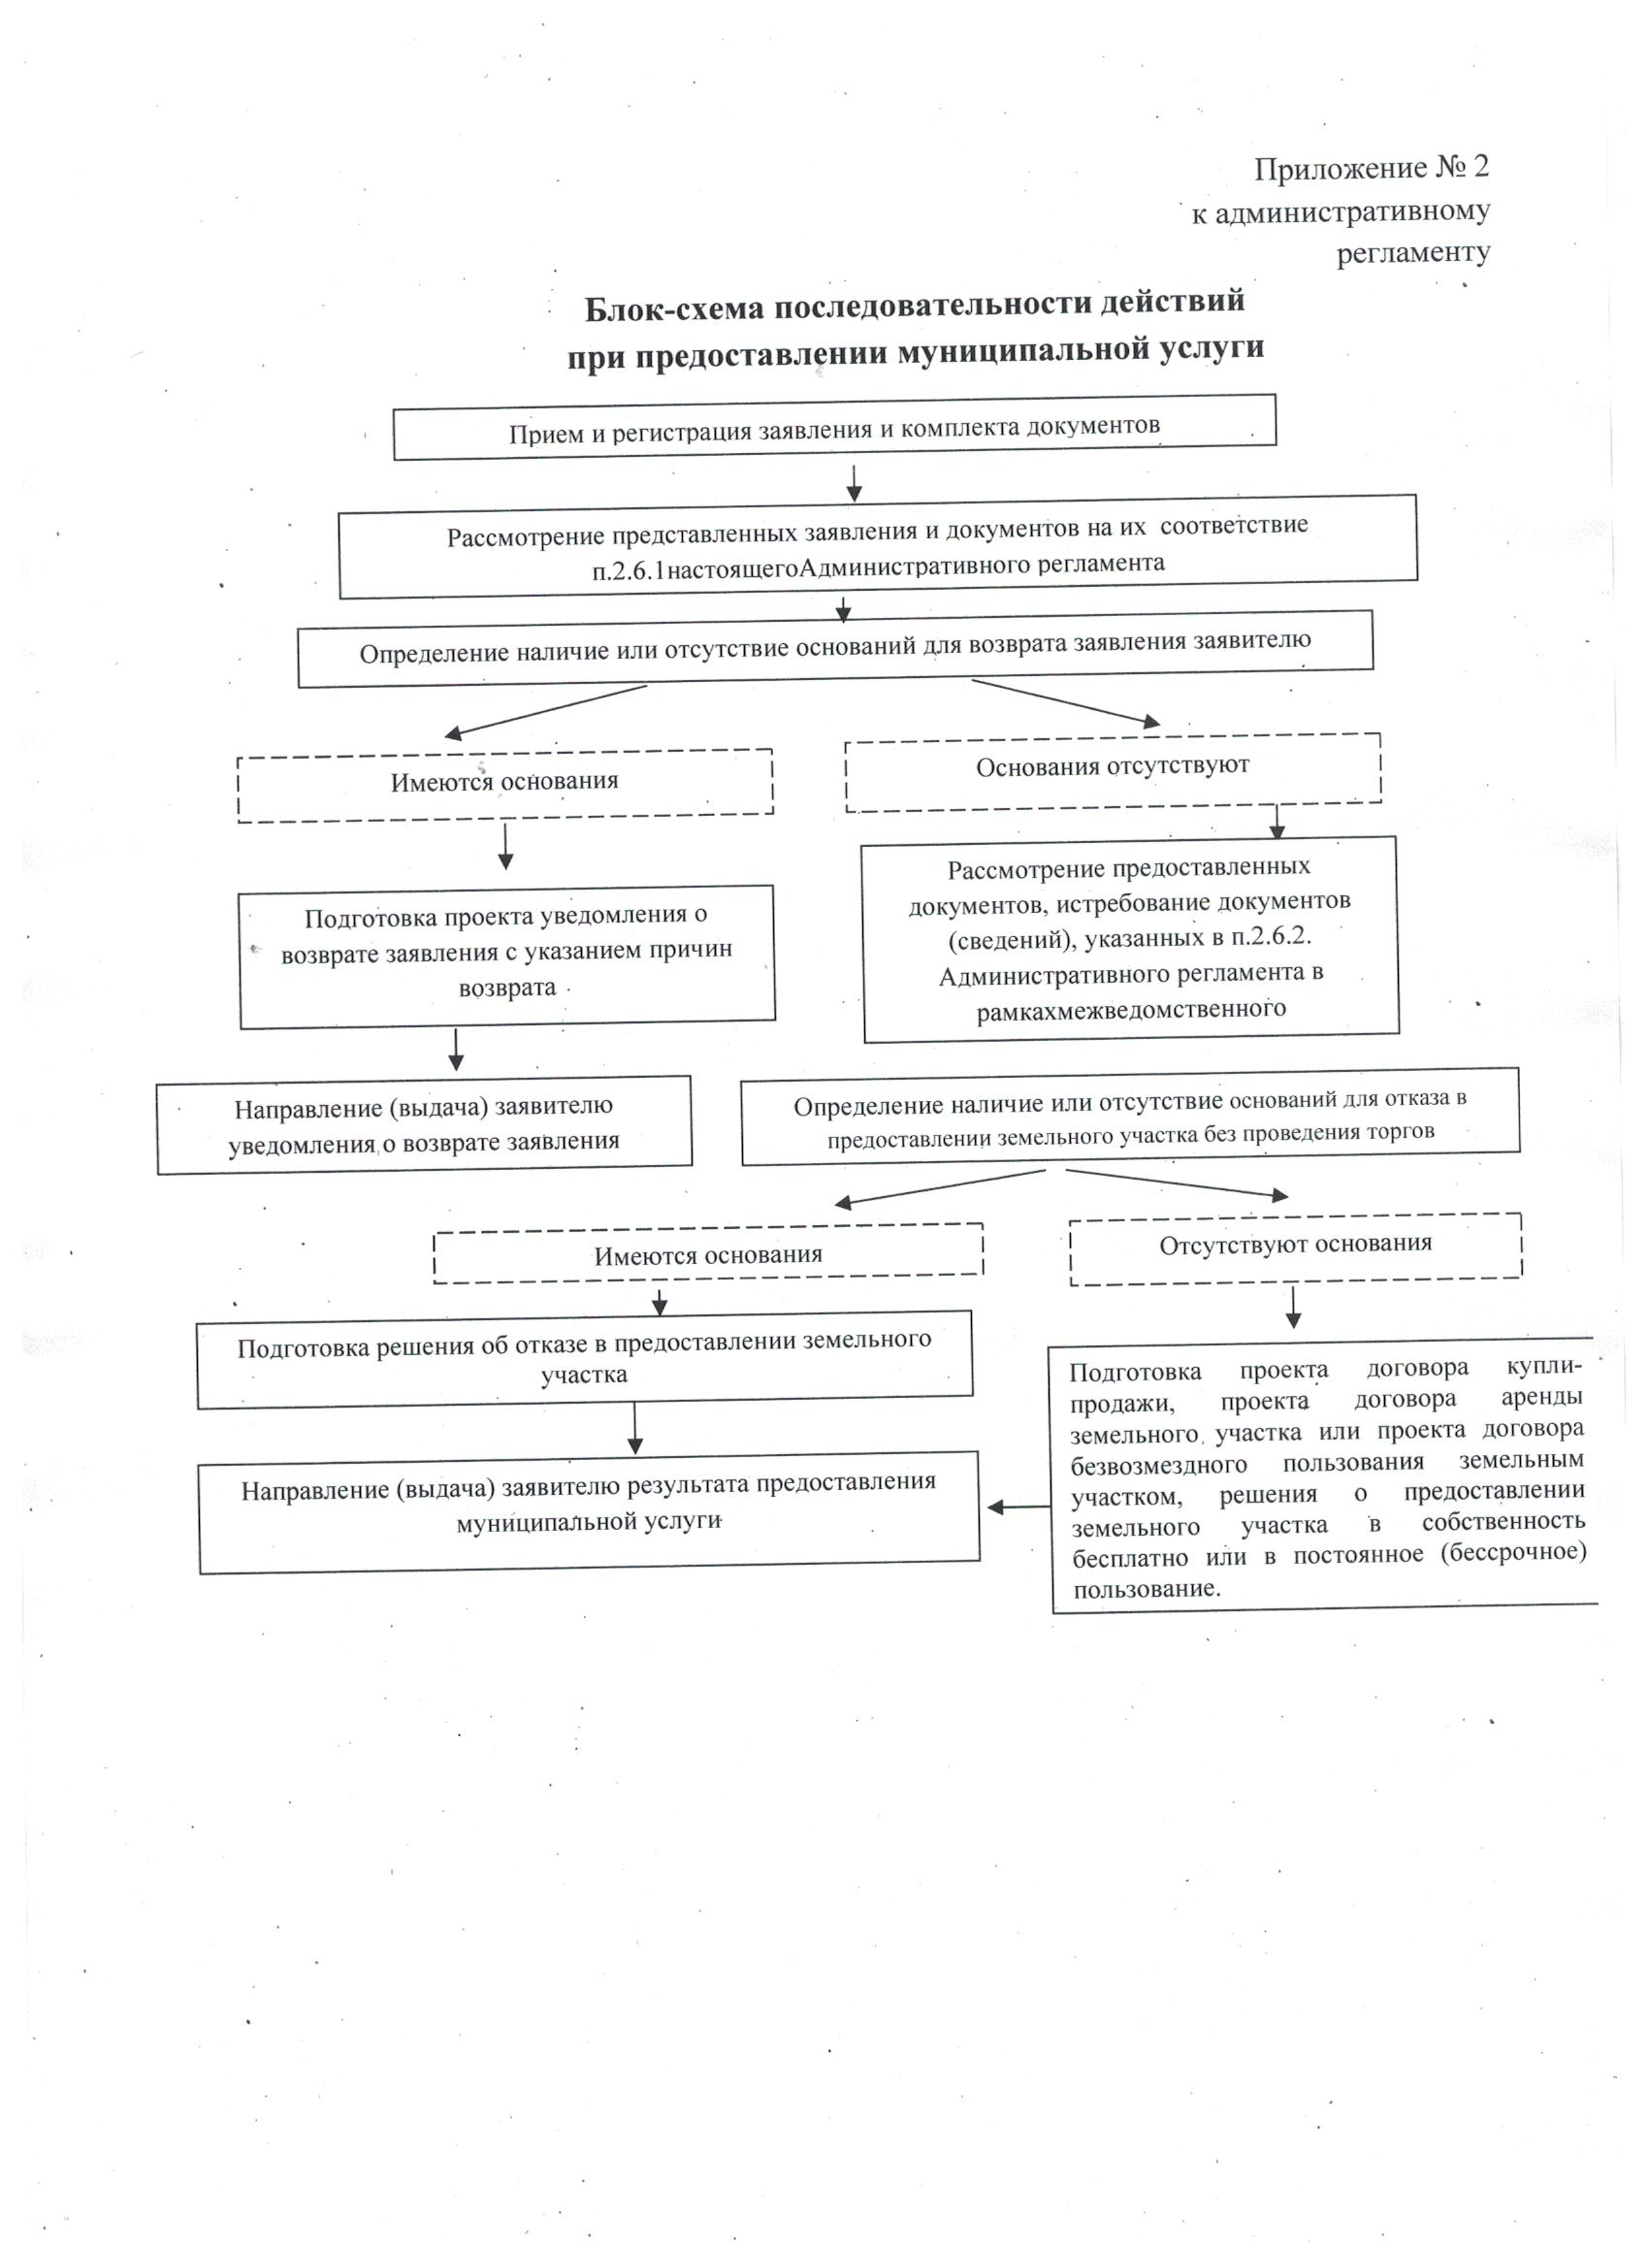 Приложение № 2
к административному
регламенту
Блок-схема последовательности действий
при предоставлении муниципальной услуги
Прием и регистрация заявления и комплекта документов
Рассмотрение представленных заявления и документов на их соответствие
п.2.6.1настоящегоАдминистративного регламента
Определение наличие или отсутствие оснований для возврата заявления заявителю
Имеются основания
Основания отсутствуют
Подготовка проекта уведомления о
возврате заявления с указанием причин
возврата
Рассмотрение предоставленных
документов, истребование документов
(сведений), указанных в п.2.6.2.
Административного регламента в
рамкахмежведомственного
Направление (выдача) заявителю
уведомления о возврате заявления
Определение наличие или отсутствие оснований для отказа в
предоставлении земельного участка без проведения торгов
Имеются основания
Отсутствуют основания
Подготовка решения об отказе в предоставлении земельного
участка
Направление (выдача) заявителю результата предоставления
муниципальной услуги
Подготовка проекта договора купли-
продажи, проекта договора аренды
земельного участка или проекта договора
безвозмездного пользования земельным
участком, решения о предоставлении
земельного участка в собственность
бесплатно или в постоянное (бессрочное)
пользование.